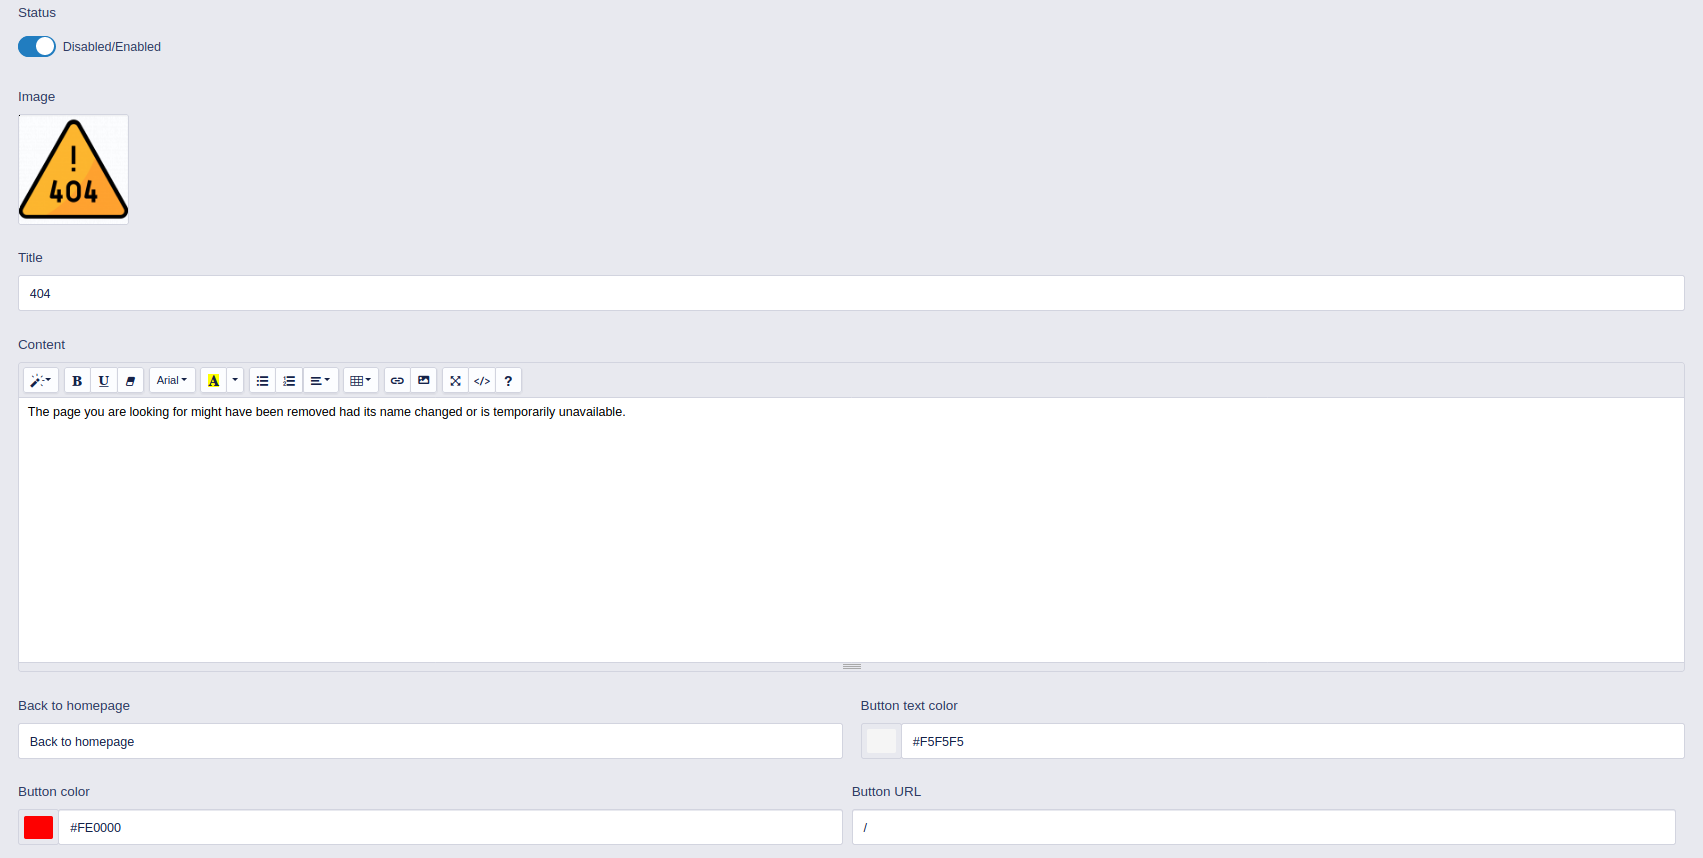 Status
Disabled/Enabled
Image
!
404
Title
404
Content
B U Arial A </> ?
The page you are looking for might have been removed had its name changed or is temporarily unavailable.
Back to homepage Button text color
Back to homepage #F5F5F5
Button color Button URL
#FE0000 /